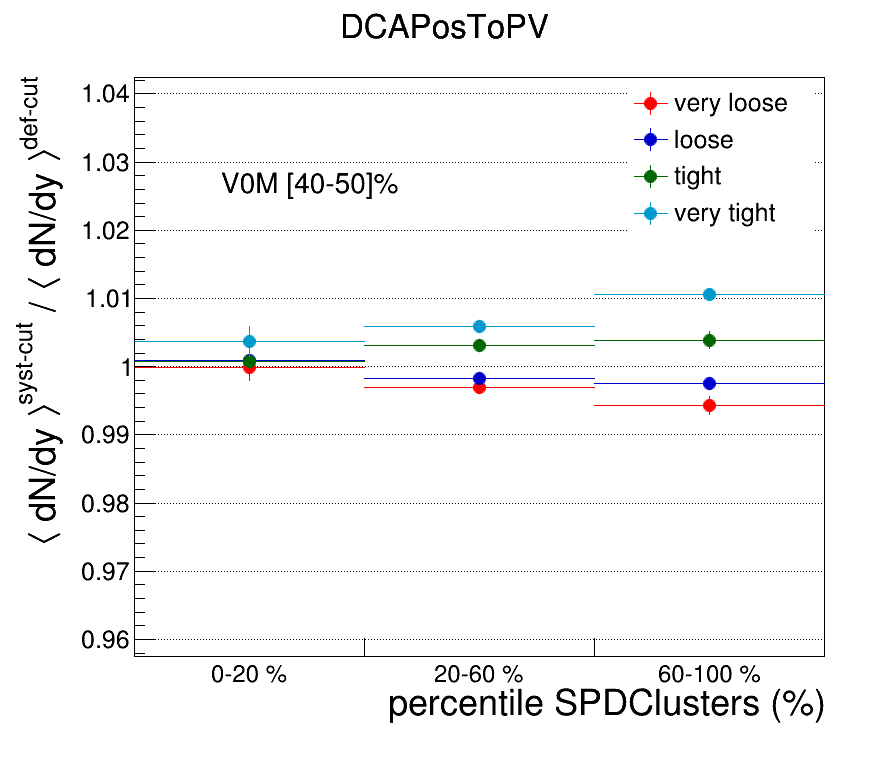 DCAPosToPV
⟨ dN/dy ⟩^syst-cut / ⟨ dN/dy ⟩^def-cut
1.04
1.03
1.02
1.01
1
0.99
0.98
0.97
0.96
V0M [40-50]%
very loose
loose
tight
very tight
0-20 %
20-60 %
60-100 %
percentile SPDClusters (%)